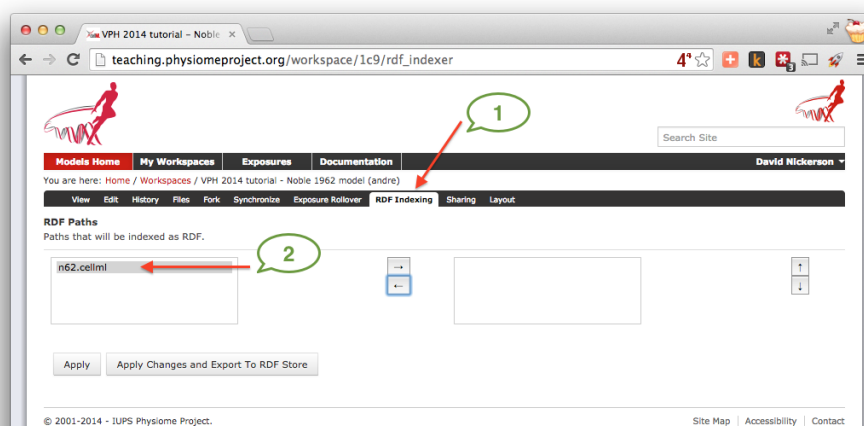 VPH 2014 tutorial – Noble
teaching.physiomeproject.org/workspace/1c9/rdf_indexer
4⁴
k
3
1
Search Site
Models Home My Workspaces Exposures Documentation David Nickerson
You are here: Home / Workspaces / VPH 2014 tutorial - Noble 1962 model (andre)
View Edit History Files Fork Synchronize Exposure Rollover RDF Indexing Sharing Layout
RDF Paths
Paths that will be indexed as RDF.
2
n62.cellml
→ ↑
← ↓
Apply Apply Changes and Export To RDF Store
© 2001-2014 - IUPS Physiome Project. Site Map | Accessibility | Contact